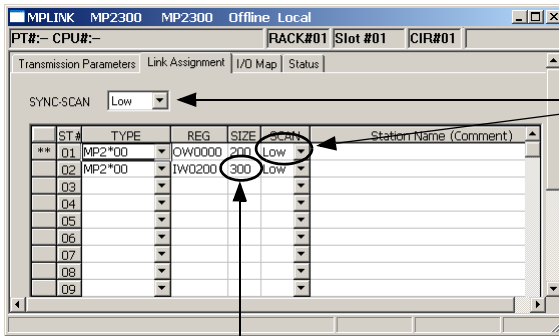 MPLINK MP2300 MP2300 Offline Local
PT#:– CPU#:– RACK#01 Slot #01 CIR#01
Transmission Parameters Link Assignment I/O Map Status
SYNC-SCAN Low
ST# TYPE REG SIZE SCAN Station Name (Comment)
** 01 MP2*00 OW0000 200 Low
02 MP2*00 IW0200 300 Low
03
04
05
06
07
08
09